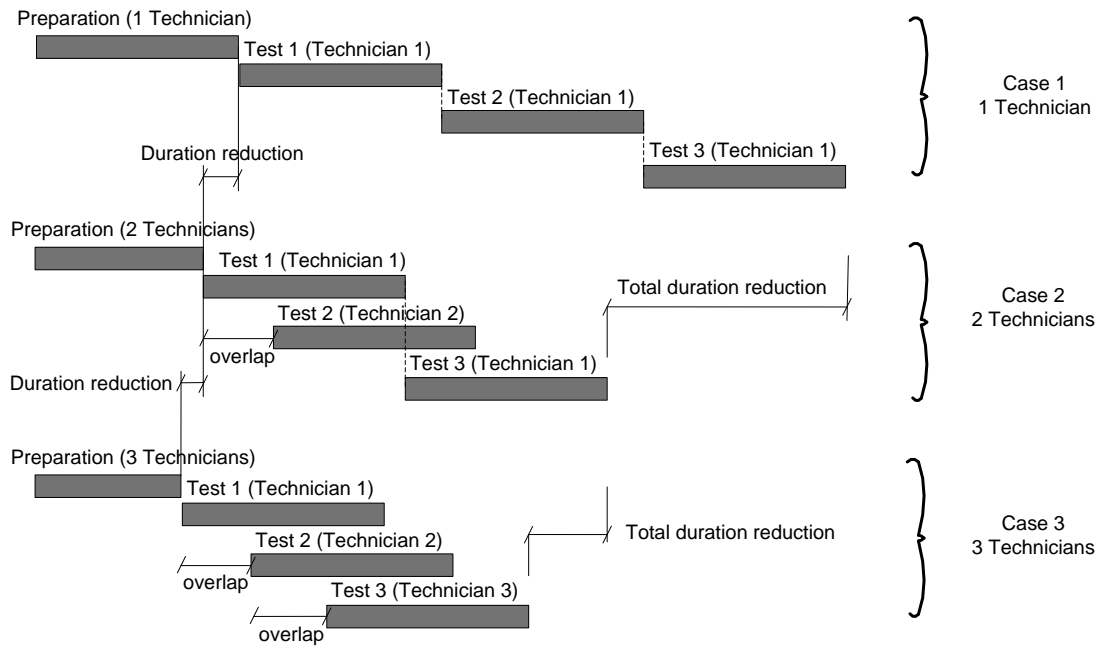 Preparation (1 Technician)
Test 1 (Technician 1)
Test 2 (Technician 1)
Test 3 (Technician 1)
Duration reduction
Case 1
1 Technician
Preparation (2 Technicians)
Test 1 (Technician 1)
Test 2 (Technician 2)
overlap
Test 3 (Technician 1)
Total duration reduction
Case 2
2 Technicians
Duration reduction
Preparation (3 Technicians)
Test 1 (Technician 1)
Test 2 (Technician 2)
overlap
Test 3 (Technician 3)
overlap
Total duration reduction
Case 3
3 Technicians